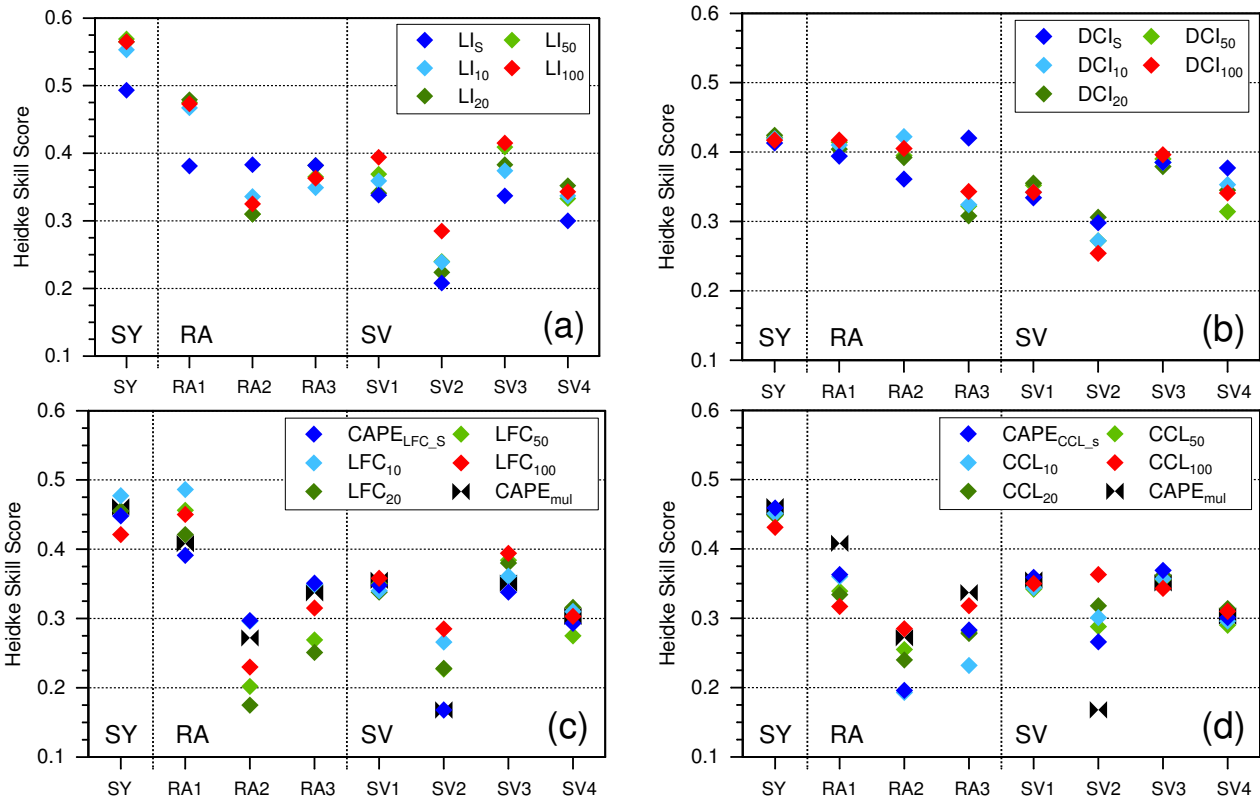 0.6
0.5
0.4
0.3
0.2
0.1
Heidke Skill Score
LI_S
LI_10
LI_20
LI_50
LI_100
SY
RA
SV
(a)
SY RA1 RA2 RA3 SV1 SV2 SV3 SV4
0.6
0.5
0.4
0.3
0.2
0.1
Heidke Skill Score
DCI_S
DCI_10
DCI_20
DCI_50
DCI_100
SY
RA
SV
(b)
SY RA1 RA2 RA3 SV1 SV2 SV3 SV4
0.6
0.5
0.4
0.3
0.2
0.1
Heidke Skill Score
CAPE_LFC_S
LFC_10
LFC_20
LFC_50
LFC_100
CAPE_mul
SY
RA
SV
(c)
SY RA1 RA2 RA3 SV1 SV2 SV3 SV4
0.6
0.5
0.4
0.3
0.2
0.1
Heidke Skill Score
CAPE_CCL_s
CCL_10
CCL_20
CCL_50
CCL_100
CAPE_mul
SY
RA
SV
(d)
SY RA1 RA2 RA3 SV1 SV2 SV3 SV4